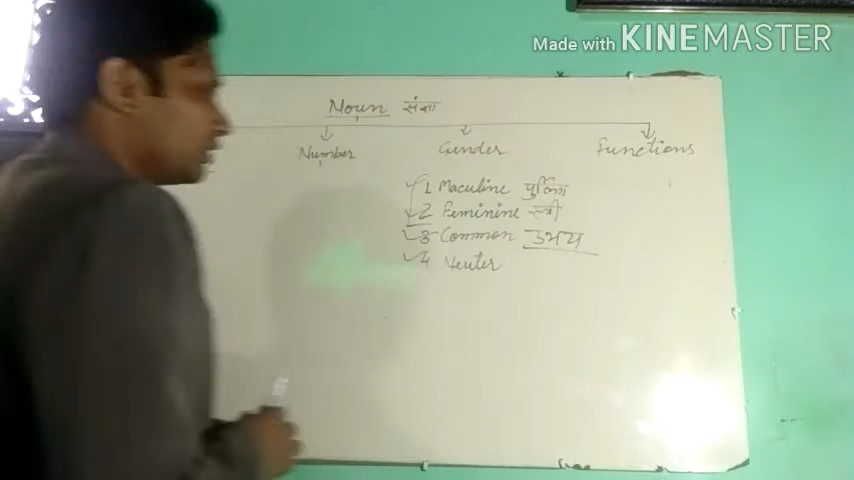 Made with KINEMASTER
Noun संज्ञा
Number Gender Functions
1 Maculine पुर्लिंग
2 Feminine स्त्री
3 Common उभय
4 Neuter